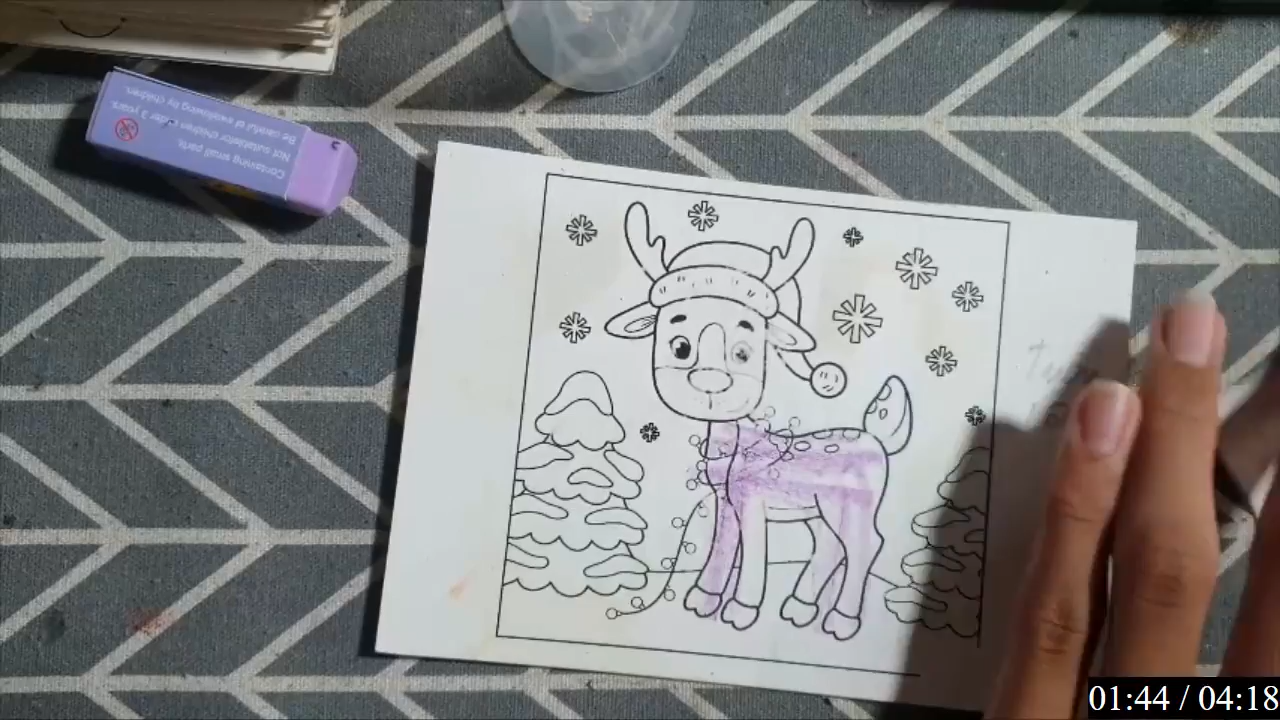 Containing small parts.
Not suitable for children under 3 years.
Be careful of swallowing by children.
01:44 / 04:18